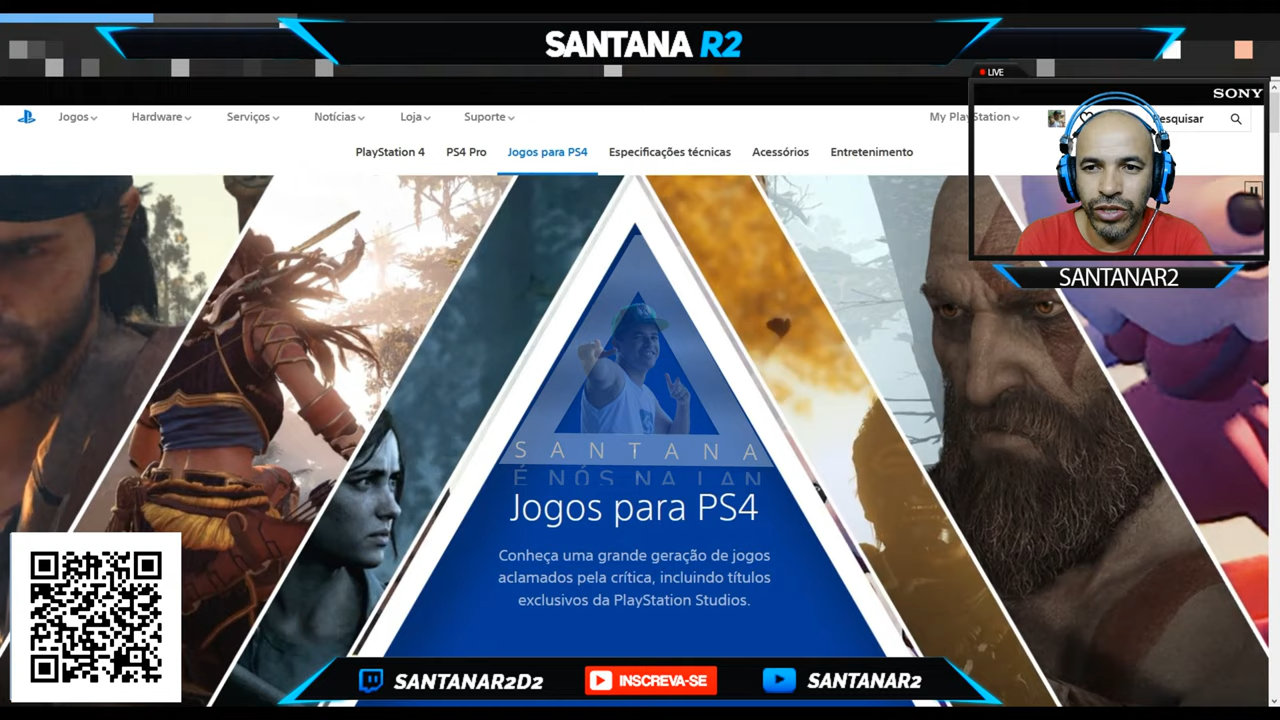 SANTANA R2
LIVE
SONY
Jogos
Hardware
Serviços
Notícias
Loja
Suporte
My PlayStation
esquisar
PlayStation 4
PS4 Pro
Jogos para PS4
Especificações técnicas
Acessórios
Entretenimento
SANTANAR2
SANTANA
É NÓS NA LAN
Jogos para PS4
Conheça uma grande geração de jogos
aclamados pela crítica, incluindo títulos
exclusivos da PlayStation Studios.
SANTANAR2D2
INSCREVA-SE
SANTANAR2